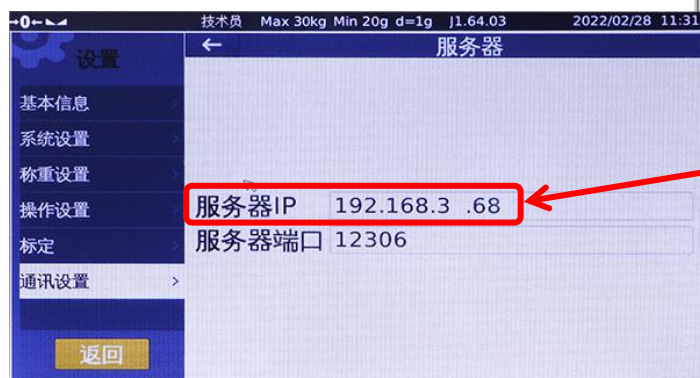 →0← 技术员 Max 30kg Min 20g d=1g J1.64.03 2022/02/28 11:31
设置
← 服务器
基本信息 >
系统设置 >
称重设置 >
操作设置 >
标定 >
通讯设置 >
服务器IP 192.168.3 .68
服务器端口 12306
返回